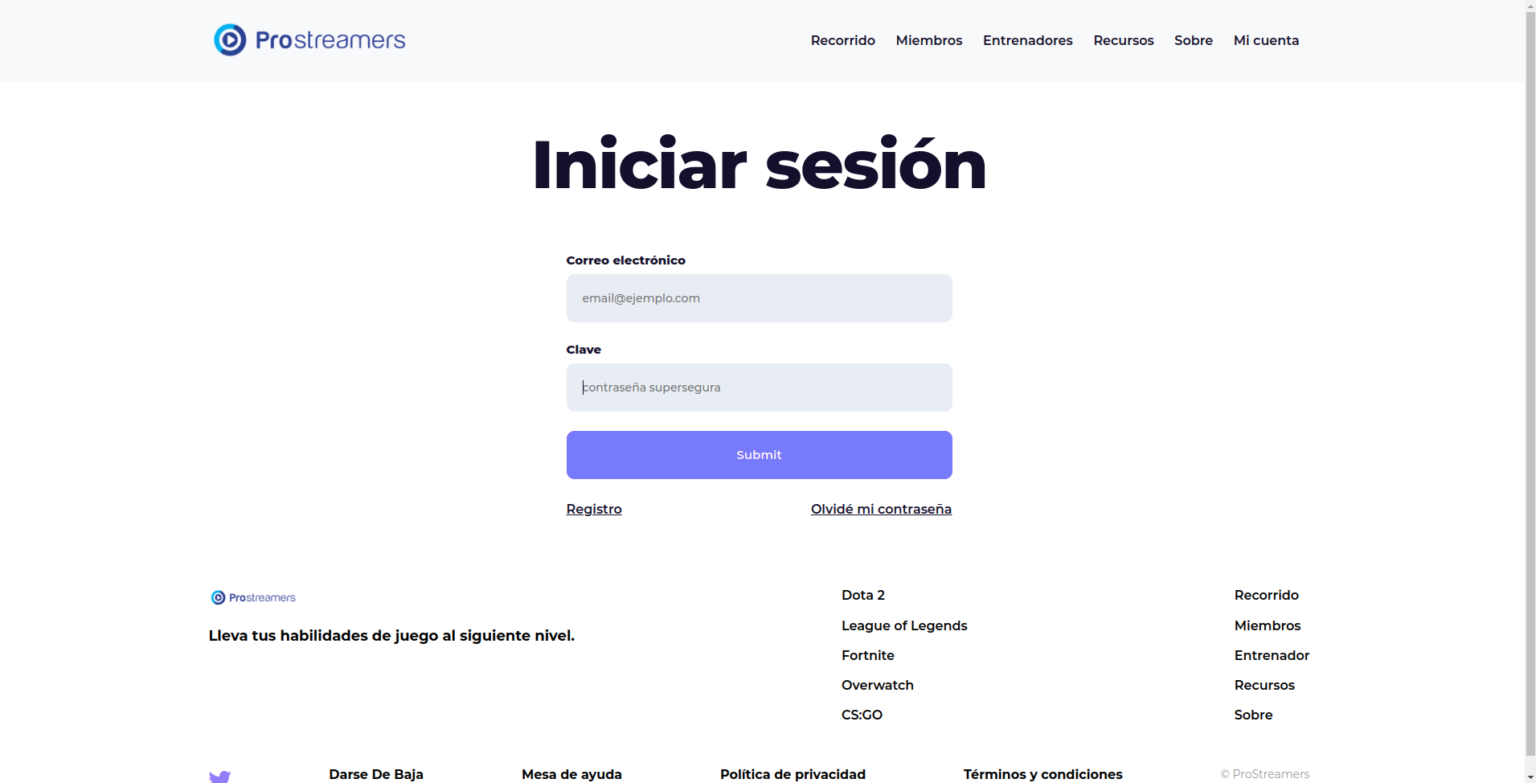 Prostreamers
Recorrido Miembros Entrenadores Recursos Sobre Mi cuenta
Iniciar sesión
Correo electrónico
email@ejemplo.com
Clave
contraseña supersegura
Submit
Registro Olvidé mi contraseña
Prostreamers
Lleva tus habilidades de juego al siguiente nivel.
Dota 2
League of Legends
Fortnite
Overwatch
CS:GO
Recorrido
Miembros
Entrenador
Recursos
Sobre
Darse De Baja Mesa de ayuda Política de privacidad Términos y condiciones © ProStreamers